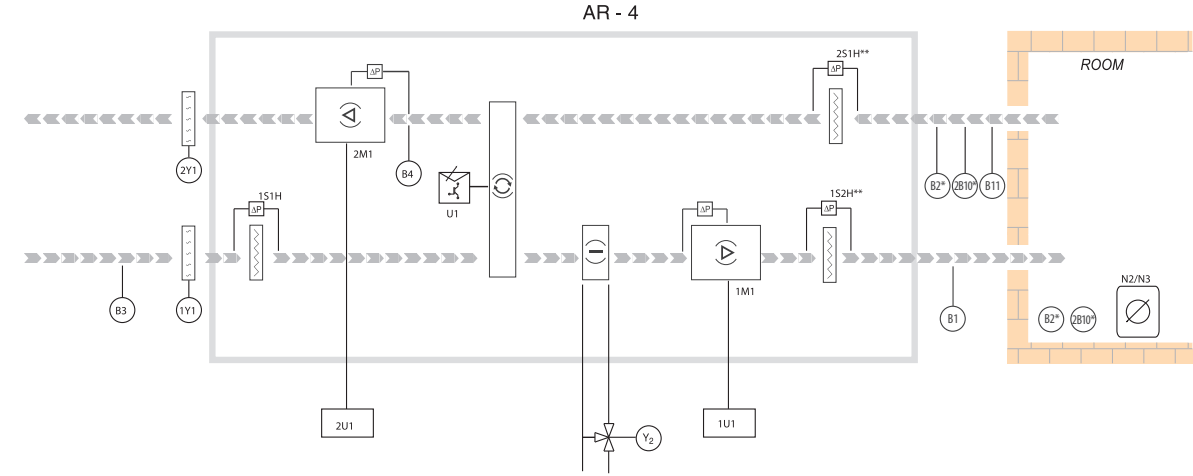 AR - 4
2S1H**
ROOM
ΔP
ΔP
2M1
2Y1
B4
B2*
2B10*
B11
1S1H
U1
1S2H**
ΔP
ΔP
ΔP
N2/N3
1M1
B3
1Y1
B1
B2*
2B10*
2U1
1U1
Y2